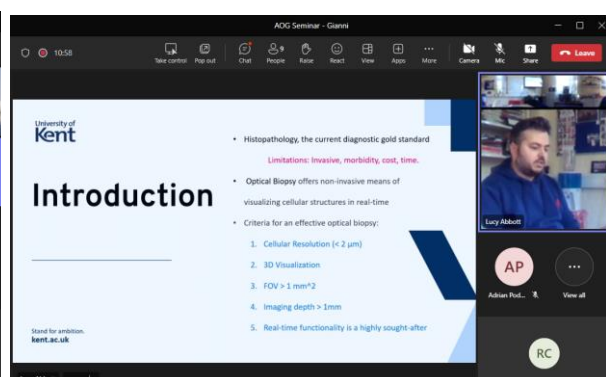 AOG Seminar - Gianni
10:58
Take control
Pop out
Chat
9
People
Raise
React
View
Apps
More
Camera
Mic
Share
Leave
University of
Kent
Introduction
Stand for ambition.
kent.ac.uk
• Histopathology, the current diagnostic gold standard
Limitations: Invasive, morbidity, cost, time.
• Optical Biopsy offers non-invasive means of
visualizing cellular structures in real-time
• Criteria for an effective optical biopsy:
1. Cellular Resolution (< 2 μm)
2. 3D Visualization
3. FOV > 1 mm^2
4. Imaging depth > 1mm
5. Real-time functionality is a highly sought-after
Lucy Abbott
AP
Adrian Pod...
View all
RC